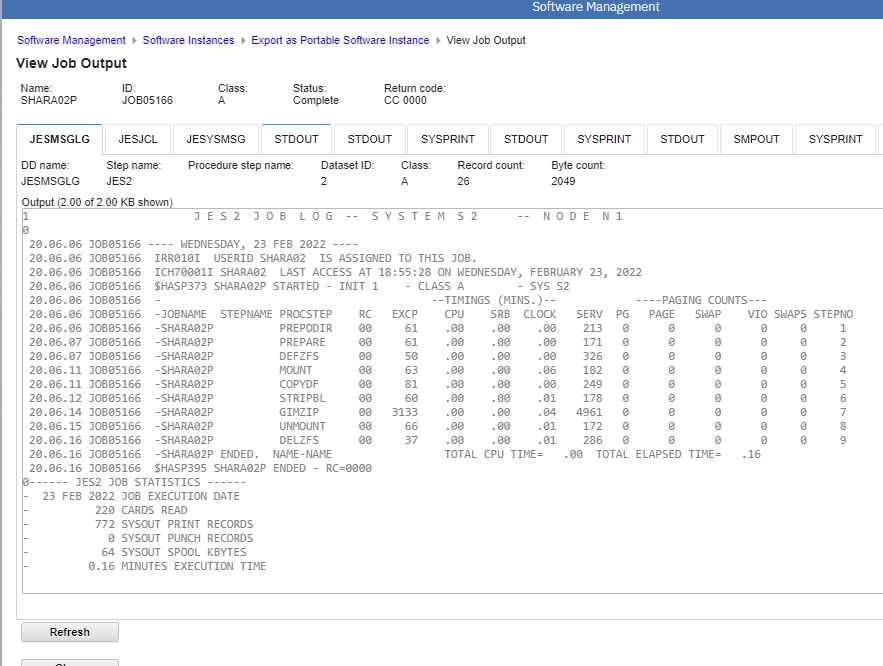 Software Management
Software Management Software Instances Export as Portable Software Instance View Job Output
View Job Output
Name: ID: Class: Status: Return code:
SHARA02P JOB05166 A Complete CC 0000
JESMSGLG JESJCL JESYSMSG STDOUT STDOUT SYSPRINT STDOUT SYSPRINT STDOUT SMPOUT SYSPRINT
DD name: Step name: Procedure step name: Dataset ID: Class: Record count: Byte count:
JESMSGLG JES2 2 A 26 2049
Output (2.00 of 2.00 KB shown)
1 J E S 2 J O B L O G -- S Y S T E M S 2 -- N O D E N 1
0
20.06.06 JOB05166 ---- WEDNESDAY, 23 FEB 2022 ----
20.06.06 JOB05166 IRR010I USERID SHARA02 IS ASSIGNED TO THIS JOB.
20.06.06 JOB05166 ICH70001I SHARA02 LAST ACCESS AT 18:55:28 ON WEDNESDAY, FEBRUARY 23, 2022
20.06.06 JOB05166 $HASP373 SHARA02P STARTED - INIT 1 - CLASS A - SYS S2
20.06.06 JOB05166 - --TIMINGS (MINS.)-- ----PAGING COUNTS---
20.06.06 JOB05166 -JOBNAME STEPNAME PROCSTEP RC EXCP CPU SRB CLOCK SERV PG PAGE SWAP VIO SWAPS STEPNO
20.06.06 JOB05166 -SHARA02P PREPODIR 00 61 .00 .00 .00 213 0 0 0 0 0 1
20.06.07 JOB05166 -SHARA02P PREPARE 00 61 .00 .00 .00 171 0 0 0 0 0 2
20.06.07 JOB05166 -SHARA02P DEFZFS 00 50 .00 .00 .00 326 0 0 0 0 0 3
20.06.11 JOB05166 -SHARA02P MOUNT 00 63 .00 .00 .06 182 0 0 0 0 0 4
20.06.11 JOB05166 -SHARA02P COPYDF 00 81 .00 .00 .00 249 0 0 0 0 0 5
20.06.12 JOB05166 -SHARA02P STRIPBL 00 60 .00 .00 .01 178 0 0 0 0 0 6
20.06.14 JOB05166 -SHARA02P GIMZIP 00 3133 .00 .00 .04 4961 0 0 0 0 0 7
20.06.15 JOB05166 -SHARA02P UNMOUNT 00 66 .00 .00 .01 172 0 0 0 0 0 8
20.06.16 JOB05166 -SHARA02P DELZFS 00 37 .00 .00 .01 286 0 0 0 0 0 9
20.06.16 JOB05166 -SHARA02P ENDED. NAME-NAME TOTAL CPU TIME= .00 TOTAL ELAPSED TIME= .16
20.06.16 JOB05166 $HASP395 SHARA02P ENDED - RC=0000
0------ JES2 JOB STATISTICS ------
- 23 FEB 2022 JOB EXECUTION DATE
- 220 CARDS READ
- 772 SYSOUT PRINT RECORDS
- 0 SYSOUT PUNCH RECORDS
- 64 SYSOUT SPOOL KBYTES
- 0.16 MINUTES EXECUTION TIME
Refresh